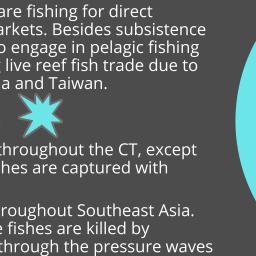 are fishing for direct
arkets. Besides subsistence
o engage in pelagic fishing
live reef fish trade due to
a and Taiwan.
throughout the CT, except
hes are captured with
roughout Southeast Asia.
fishes are killed by
through the pressure waves